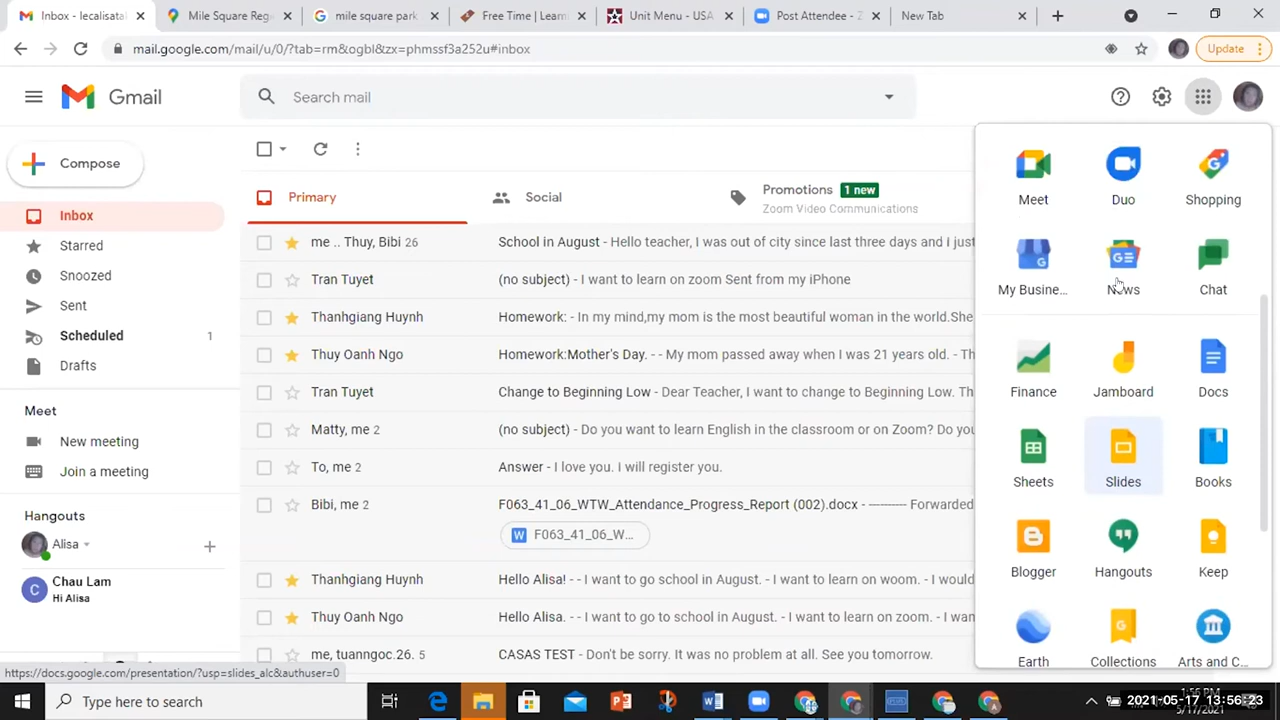 Inbox - lecalisata
Mile Square Reg
mile square park
Free Time | Learn
Unit Menu - USA
Post Attendee - Z
New Tab
mail.google.com/mail/u/0/?tab=rm&ogbl&zx=phmssf3a252u#inbox
Update
Gmail
Search mail
Compose
Primary
Social
Promotions 1 new
Zoom Video Communications
Inbox
Starred
Snoozed
Sent
Scheduled 1
Drafts
Meet
New meeting
Join a meeting
Hangouts
Alisa
C Chau Lam
Hi Alisa
me .. Thuy, Bibi 26 School in August - Hello teacher, I was out of city since last three days and i jus
Tran Tuyet (no subject) - I want to learn on zoom Sent from my iPhone
Thanhgiang Huynh Homework: - In my mind,my mom is the most beautiful woman in the world.She
Thuy Oanh Ngo Homework:Mother's Day. - - My mom passed away when I was 21 years old. - Th
Tran Tuyet Change to Beginning Low - Dear Teacher, I want to change to Beginning Low. Th
Matty, me 2 (no subject) - Do you want to learn English in the classroom or on Zoom? Do yo
To, me 2 Answer - I love you. I will register you.
Bibi, me 2 F063_41_06_WTW_Attendance_Progress_Report (002).docx - ---------- Forwarded
W F063_41_06_W...
Thanhgiang Huynh Hello Alisa! - - I want to go school in August. - I want to learn on woom. - I would
Thuy Oanh Ngo Hello Alisa. - - I want to go to school in August. - I want to learn on zoom. - I wan
me, tuanngoc.26. 5 CASAS TEST - Don't be sorry. It was no problem at all. See you tomorrow.
Meet Duo Shopping
My Busine... News Chat
Finance Jamboard Docs
Sheets Slides Books
Blogger Hangouts Keep
Earth Collections Arts and C...
https://docs.google.com/presentation/?usp=slides_alc&authuser=0
Type here to search
1:56 PM
2021-05-17 13:56:23
5/17/2021